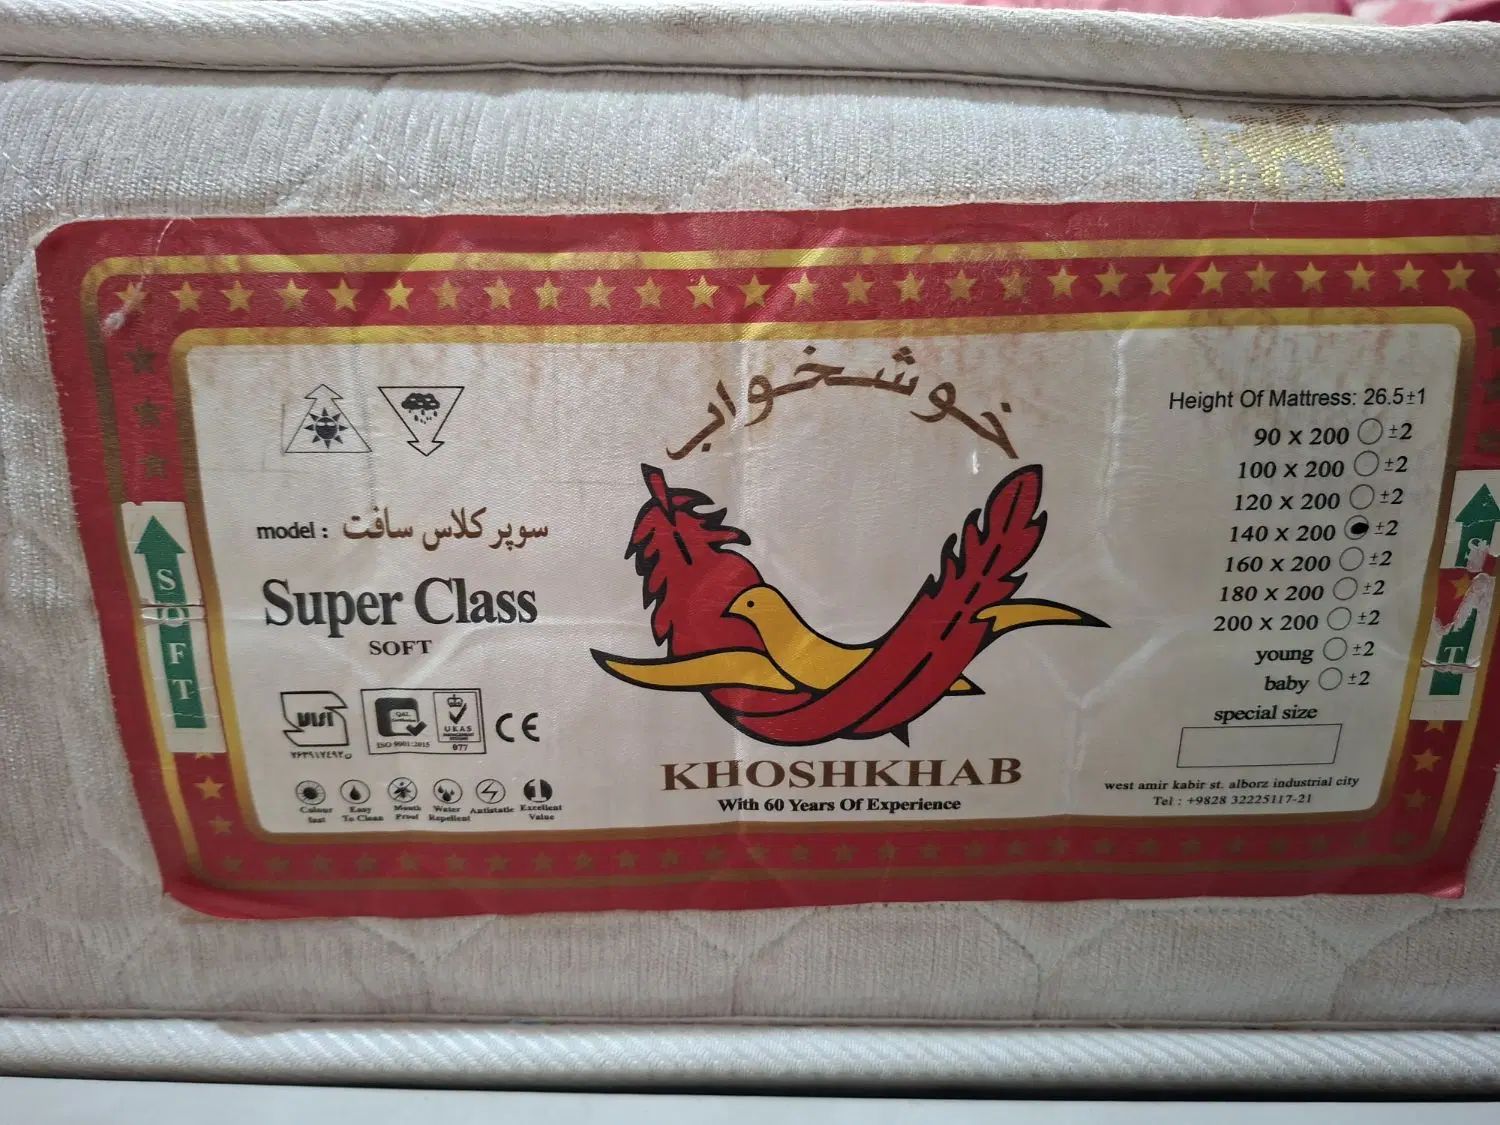 خوشخواب
model : سوپر کلاس سافت
Super Class
SOFT
ISO 9001:2015
UKAS
MANAGEMENT
SYSTEMS
077
CE
Colour
fast
Easy
To Clean
Mouth
Proof
Water
Repellent
Antistatic
Excellent
Value
SOFT
KHOSHKHAB
With 60 Years Of Experience
Height Of Mattress: 26.5±1
90 x 200 ±2
100 x 200 ±2
120 x 200 ±2
140 x 200 ±2
160 x 200 ±2
180 x 200 ±2
200 x 200 ±2
young ±2
baby ±2
special size
west amir kabir st. alborz industrial city
Tel : +9828 32225117-21